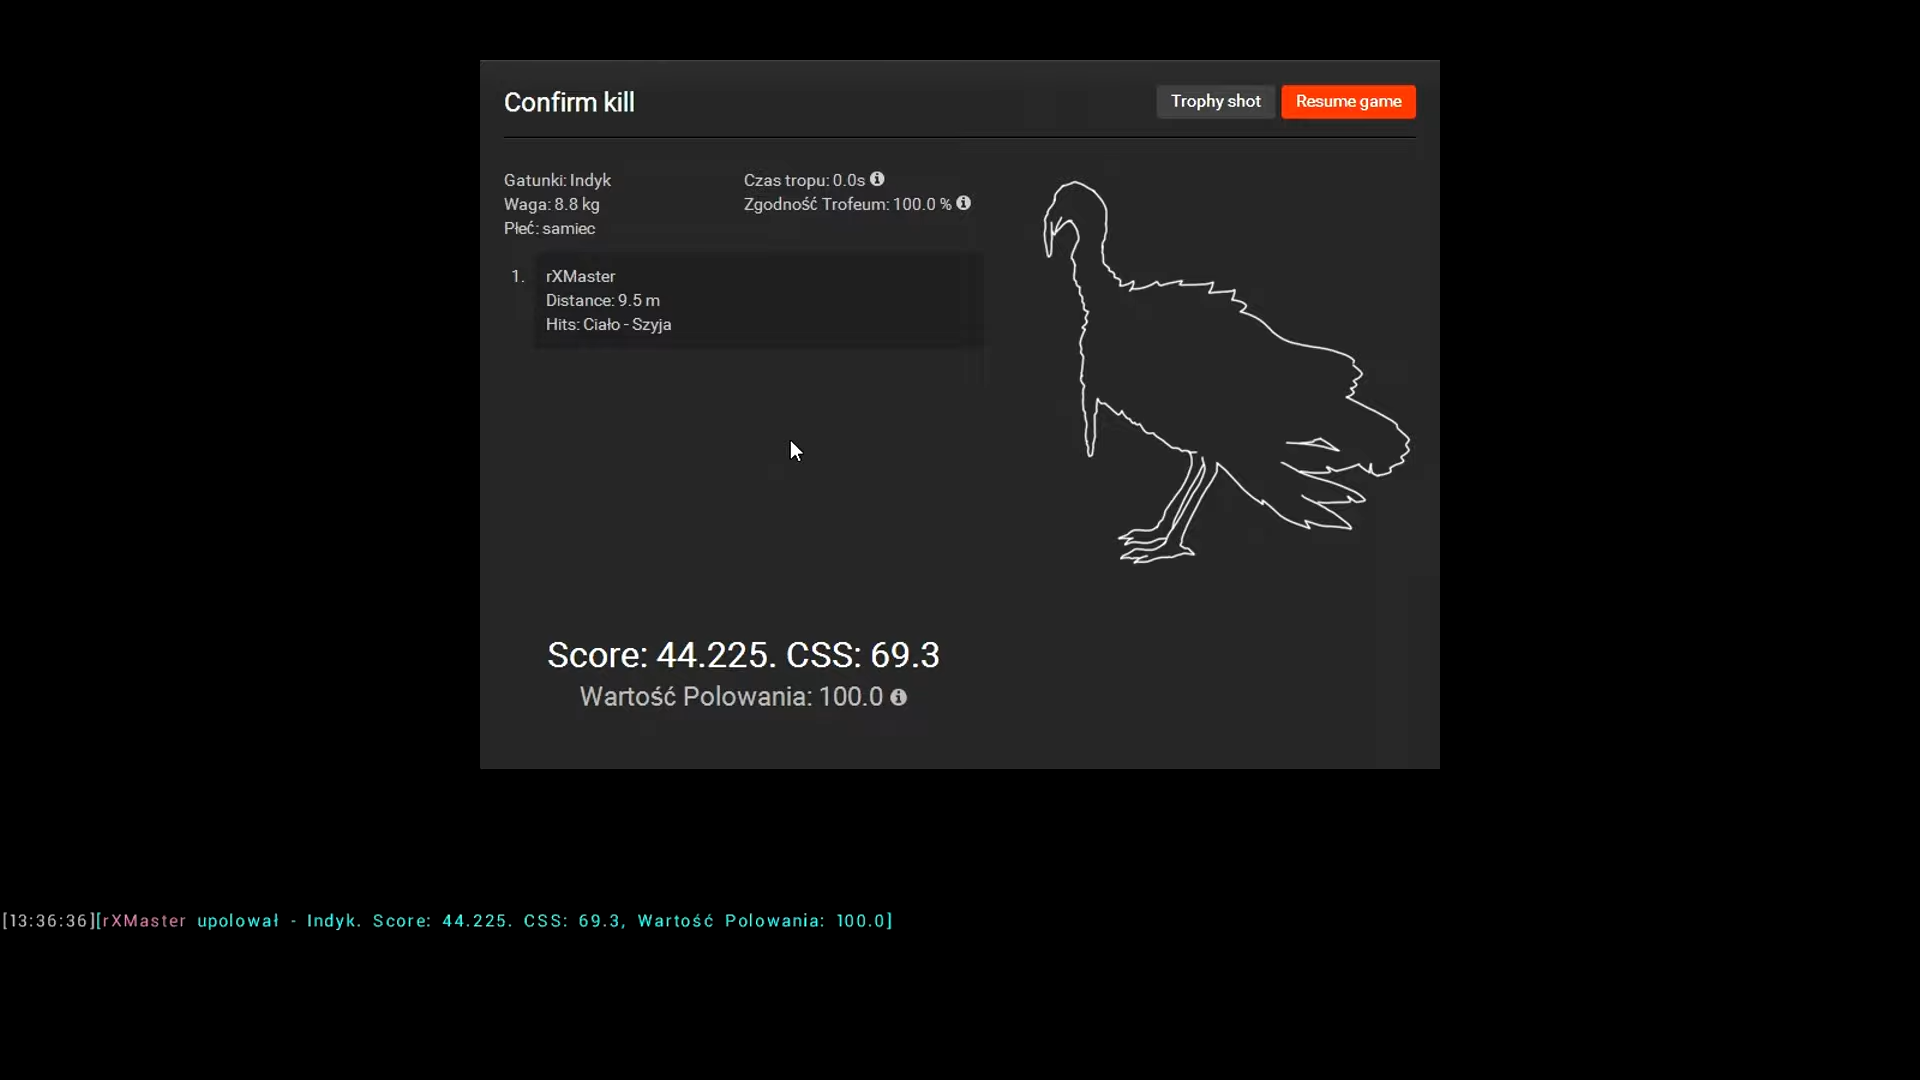 Confirm kill
Trophy shot
Resume game
Gatunki: Indyk
Waga: 8.8 kg
Płeć: samiec
Czas tropu: 0.0s
Zgodność Trofeum: 100.0 %
1.
rXMaster
Distance: 9.5 m
Hits: Ciało - Szyja
Score: 44.225. CSS: 69.3
Wartość Polowania: 100.0
[13:36:36][rXMaster upolował - Indyk. Score: 44.225. CSS: 69.3, Wartość Polowania: 100.0]